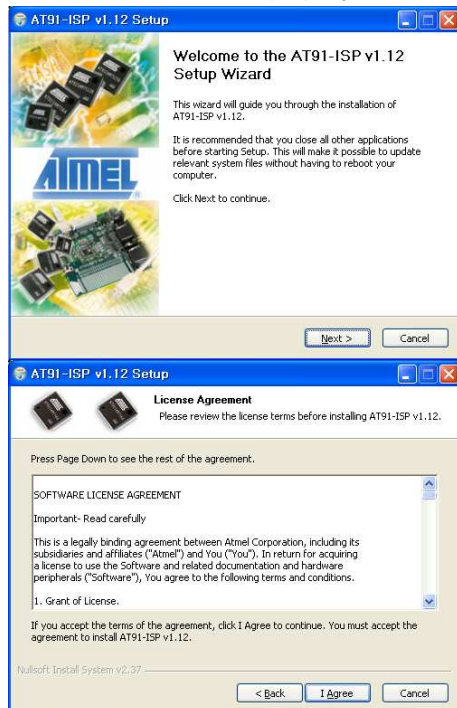 AT91-ISP v1.12 Setup
Welcome to the AT91-ISP v1.12
Setup Wizard
This wizard will guide you through the installation of
AT91-ISP v1.12.
It is recommended that you close all other applications
before starting Setup. This will make it possible to update
relevant system files without having to reboot your
computer.
Click Next to continue.
ATMEL
Next >
Cancel
AT91-ISP v1.12 Setup
License Agreement
Please review the license terms before installing AT91-ISP v1.12.
Press Page Down to see the rest of the agreement.
SOFTWARE LICENSE AGREEMENT
Important- Read carefully
This is a legally binding agreement between Atmel Corporation, including its
subsidiaries and affiliates ("Atmel") and You ("You"). In return for acquiring
a license to use the Software and related documentation and hardware
peripherals ("Software"), You agree to the following terms and conditions.
1. Grant of License.
If you accept the terms of the agreement, click I Agree to continue. You must accept the
agreement to install AT91-ISP v1.12.
Nullsoft Install System v2.37
< Back
I Agree
Cancel